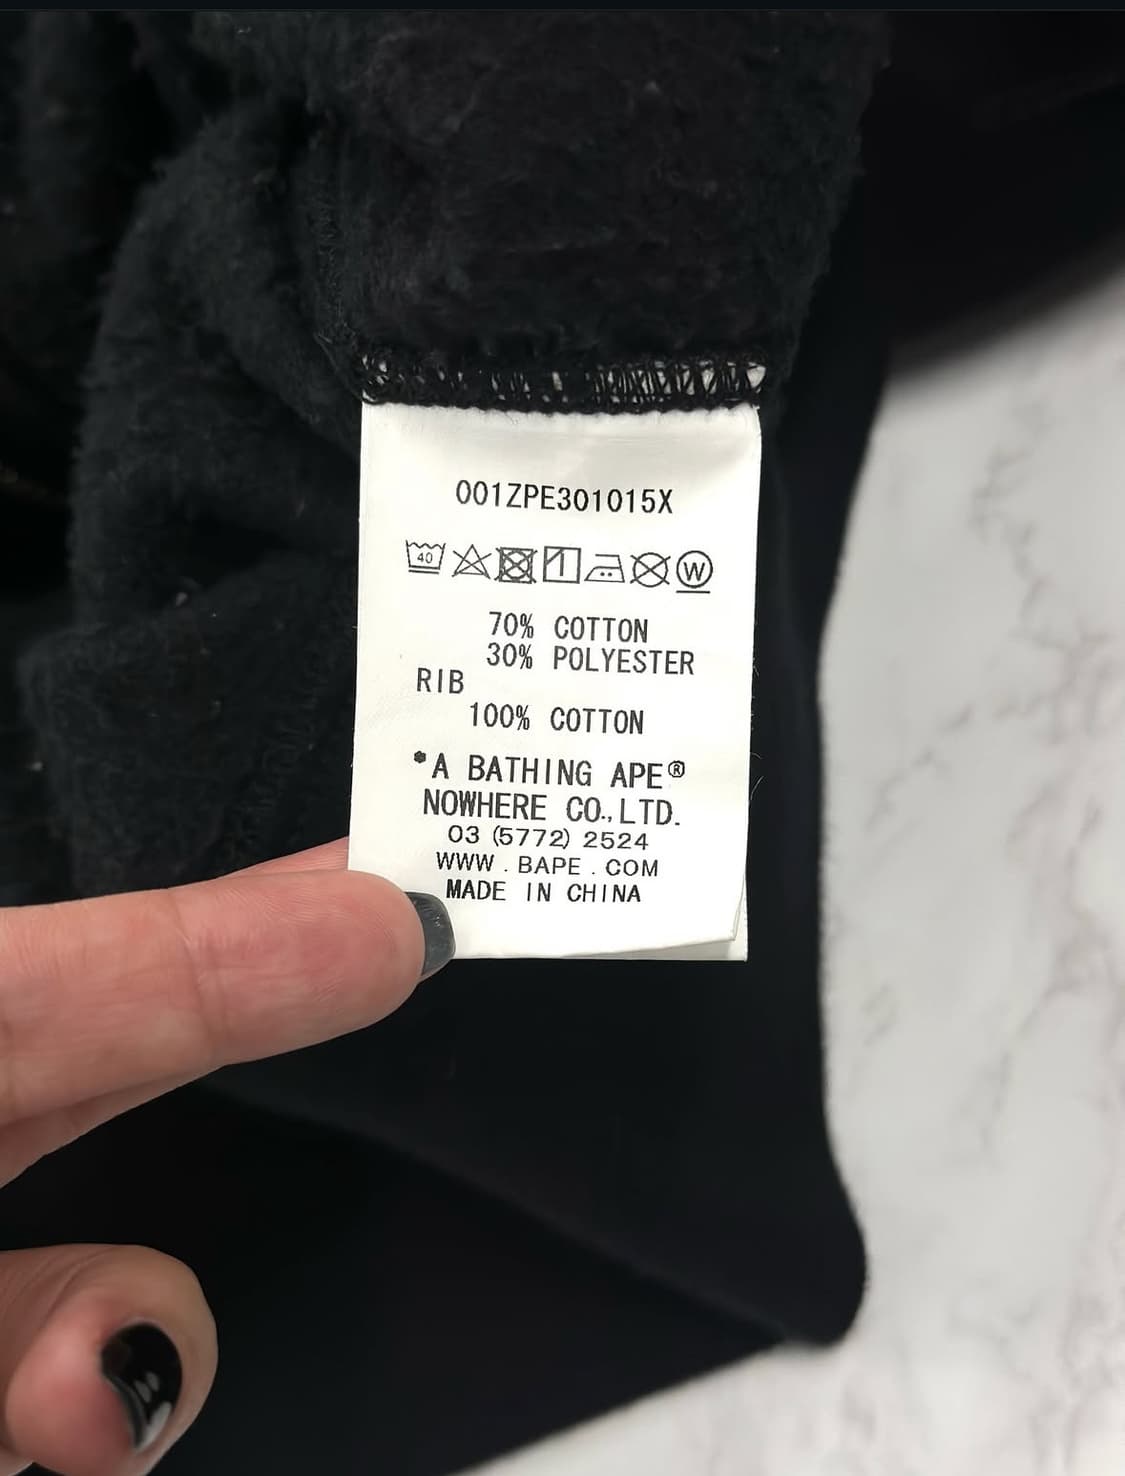 001ZPE301015X
40 W
70% COTTON
30% POLYESTER
RIB
100% COTTON
*A BATHING APE®
NOWHERE CO.,LTD.
03 (5772) 2524
WWW . BAPE . COM
MADE IN CHINA